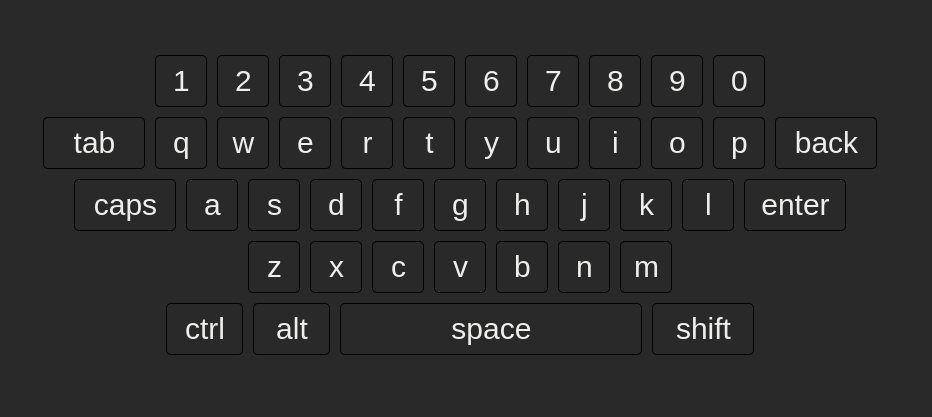 1 2 3 4 5 6 7 8 9 0
tab q w e r t y u i o p back
caps a s d f g h j k l enter
z x c v b n m
ctrl alt space shift